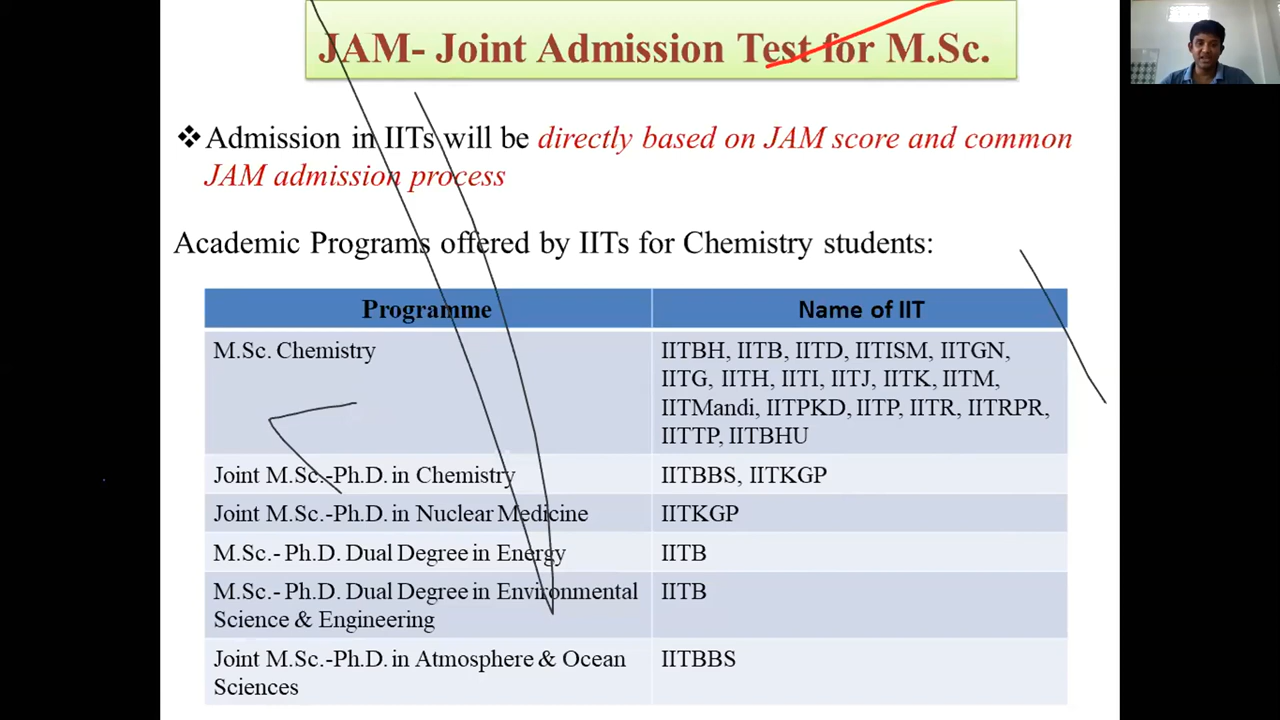 JAM- Joint Admission Test for M.Sc.
❖Admission in IITs will be directly based on JAM score and common
JAM admission process
Academic Programs offered by IITs for Chemistry students:
Programme Name of IIT
M.Sc. Chemistry IITBH, IITB, IITD, IITISM, IITGN,
IITG, IITH, IITI, IITJ, IITK, IITM,
IITMandi, IITPKD, IITP, IITR, IITRPR,
IITTP, IITBHU
Joint M.Sc.-Ph.D. in Chemistry IITBBS, IITKGP
Joint M.Sc.-Ph.D. in Nuclear Medicine IITKGP
M.Sc.- Ph.D. Dual Degree in Energy IITB
M.Sc.- Ph.D. Dual Degree in Environmental IITB
Science & Engineering
Joint M.Sc.-Ph.D. in Atmosphere & Ocean IITBBS
Sciences